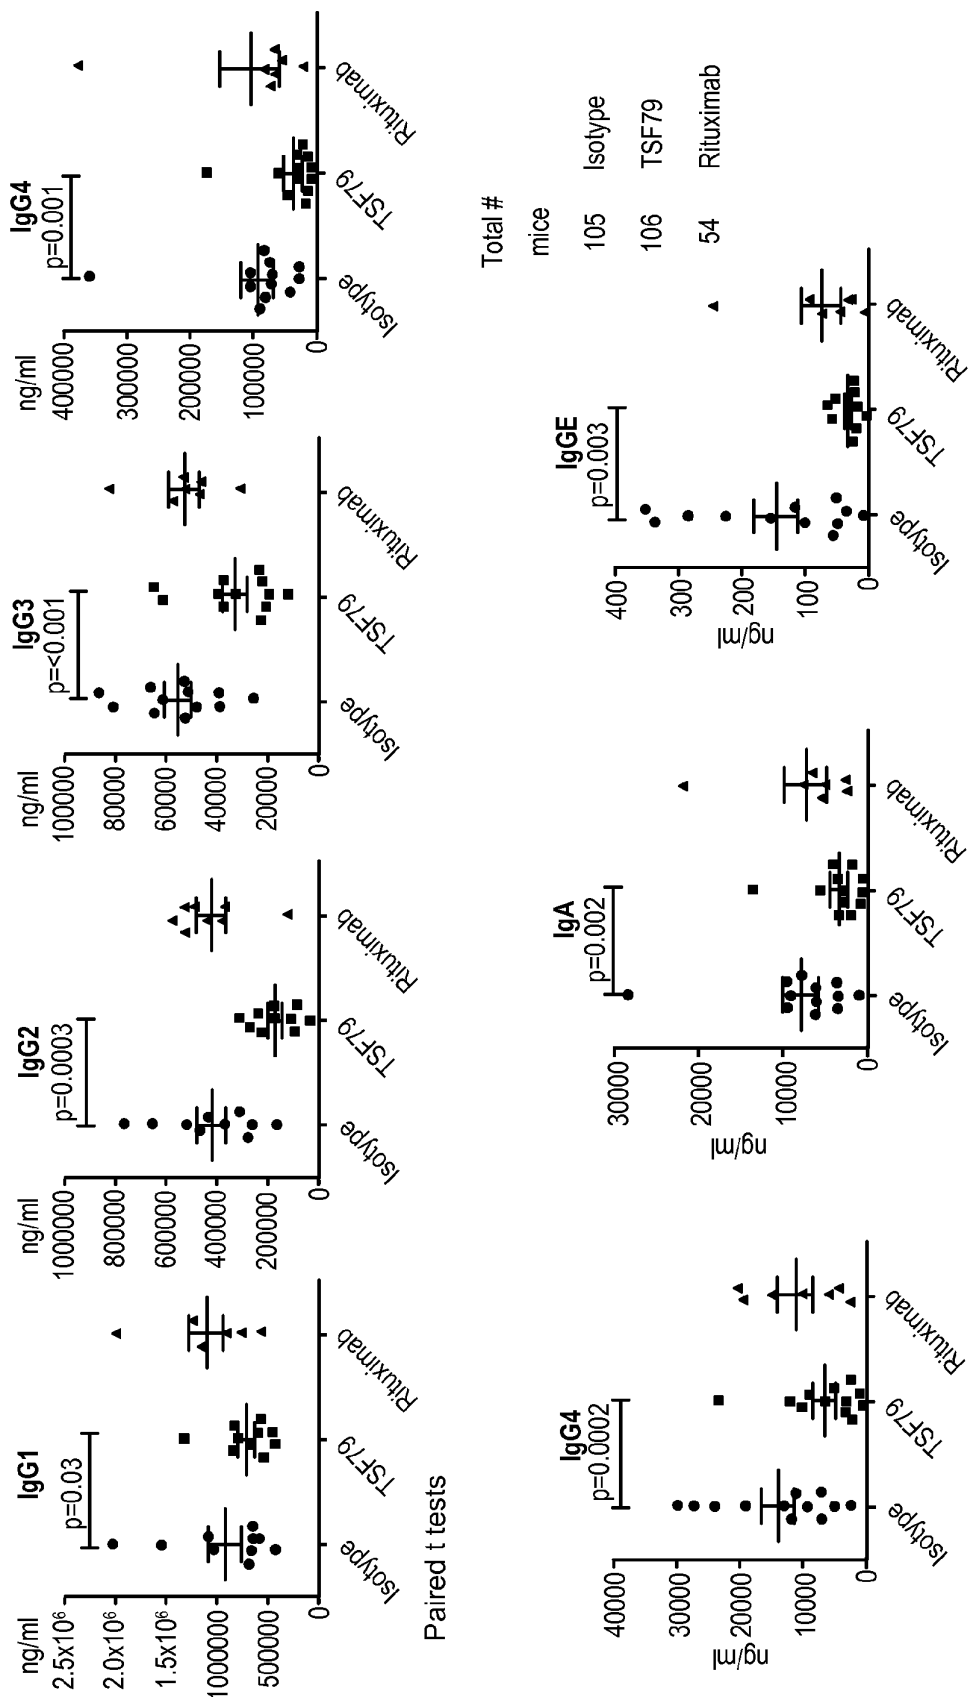 IgG1
p=0.03
ng/ml
2.5x10⁶
2.0x10⁶
1.5x10⁶
1000000
500000
0
Isotype
TSF79
Rituximab
IgG2
p=0.0003
ng/ml
1000000
800000
600000
400000
200000
0
Isotype
TSF79
Rituximab
IgG3
p=<0.001
ng/ml
100000
80000
60000
40000
20000
0
Isotype
TSF79
Rituximab
IgG4
p=0.001
ng/ml
400000
300000
200000
100000
0
Isotype
TSF79
Rituximab
Paired t tests
IgG4
p=0.0002
ng/ml
40000
30000
20000
10000
0
Isotype
TSF79
Rituximab
IgA
p=0.002
ng/ml
30000
20000
10000
0
Isotype
TSF79
Rituximab
IgGE
p=0.003
ng/ml
400
300
200
100
0
Isotype
TSF79
Rituximab
Total #
mice
105 Isotype
106 TSF79
54 Rituximab